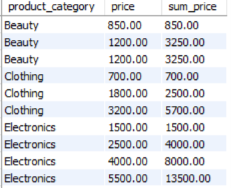 product_category price sum_price
Beauty 850.00 850.00
Beauty 1200.00 3250.00
Beauty 1200.00 3250.00
Clothing 700.00 700.00
Clothing 1800.00 2500.00
Clothing 3200.00 5700.00
Electronics 1500.00 1500.00
Electronics 2500.00 4000.00
Electronics 4000.00 8000.00
Electronics 5500.00 13500.00